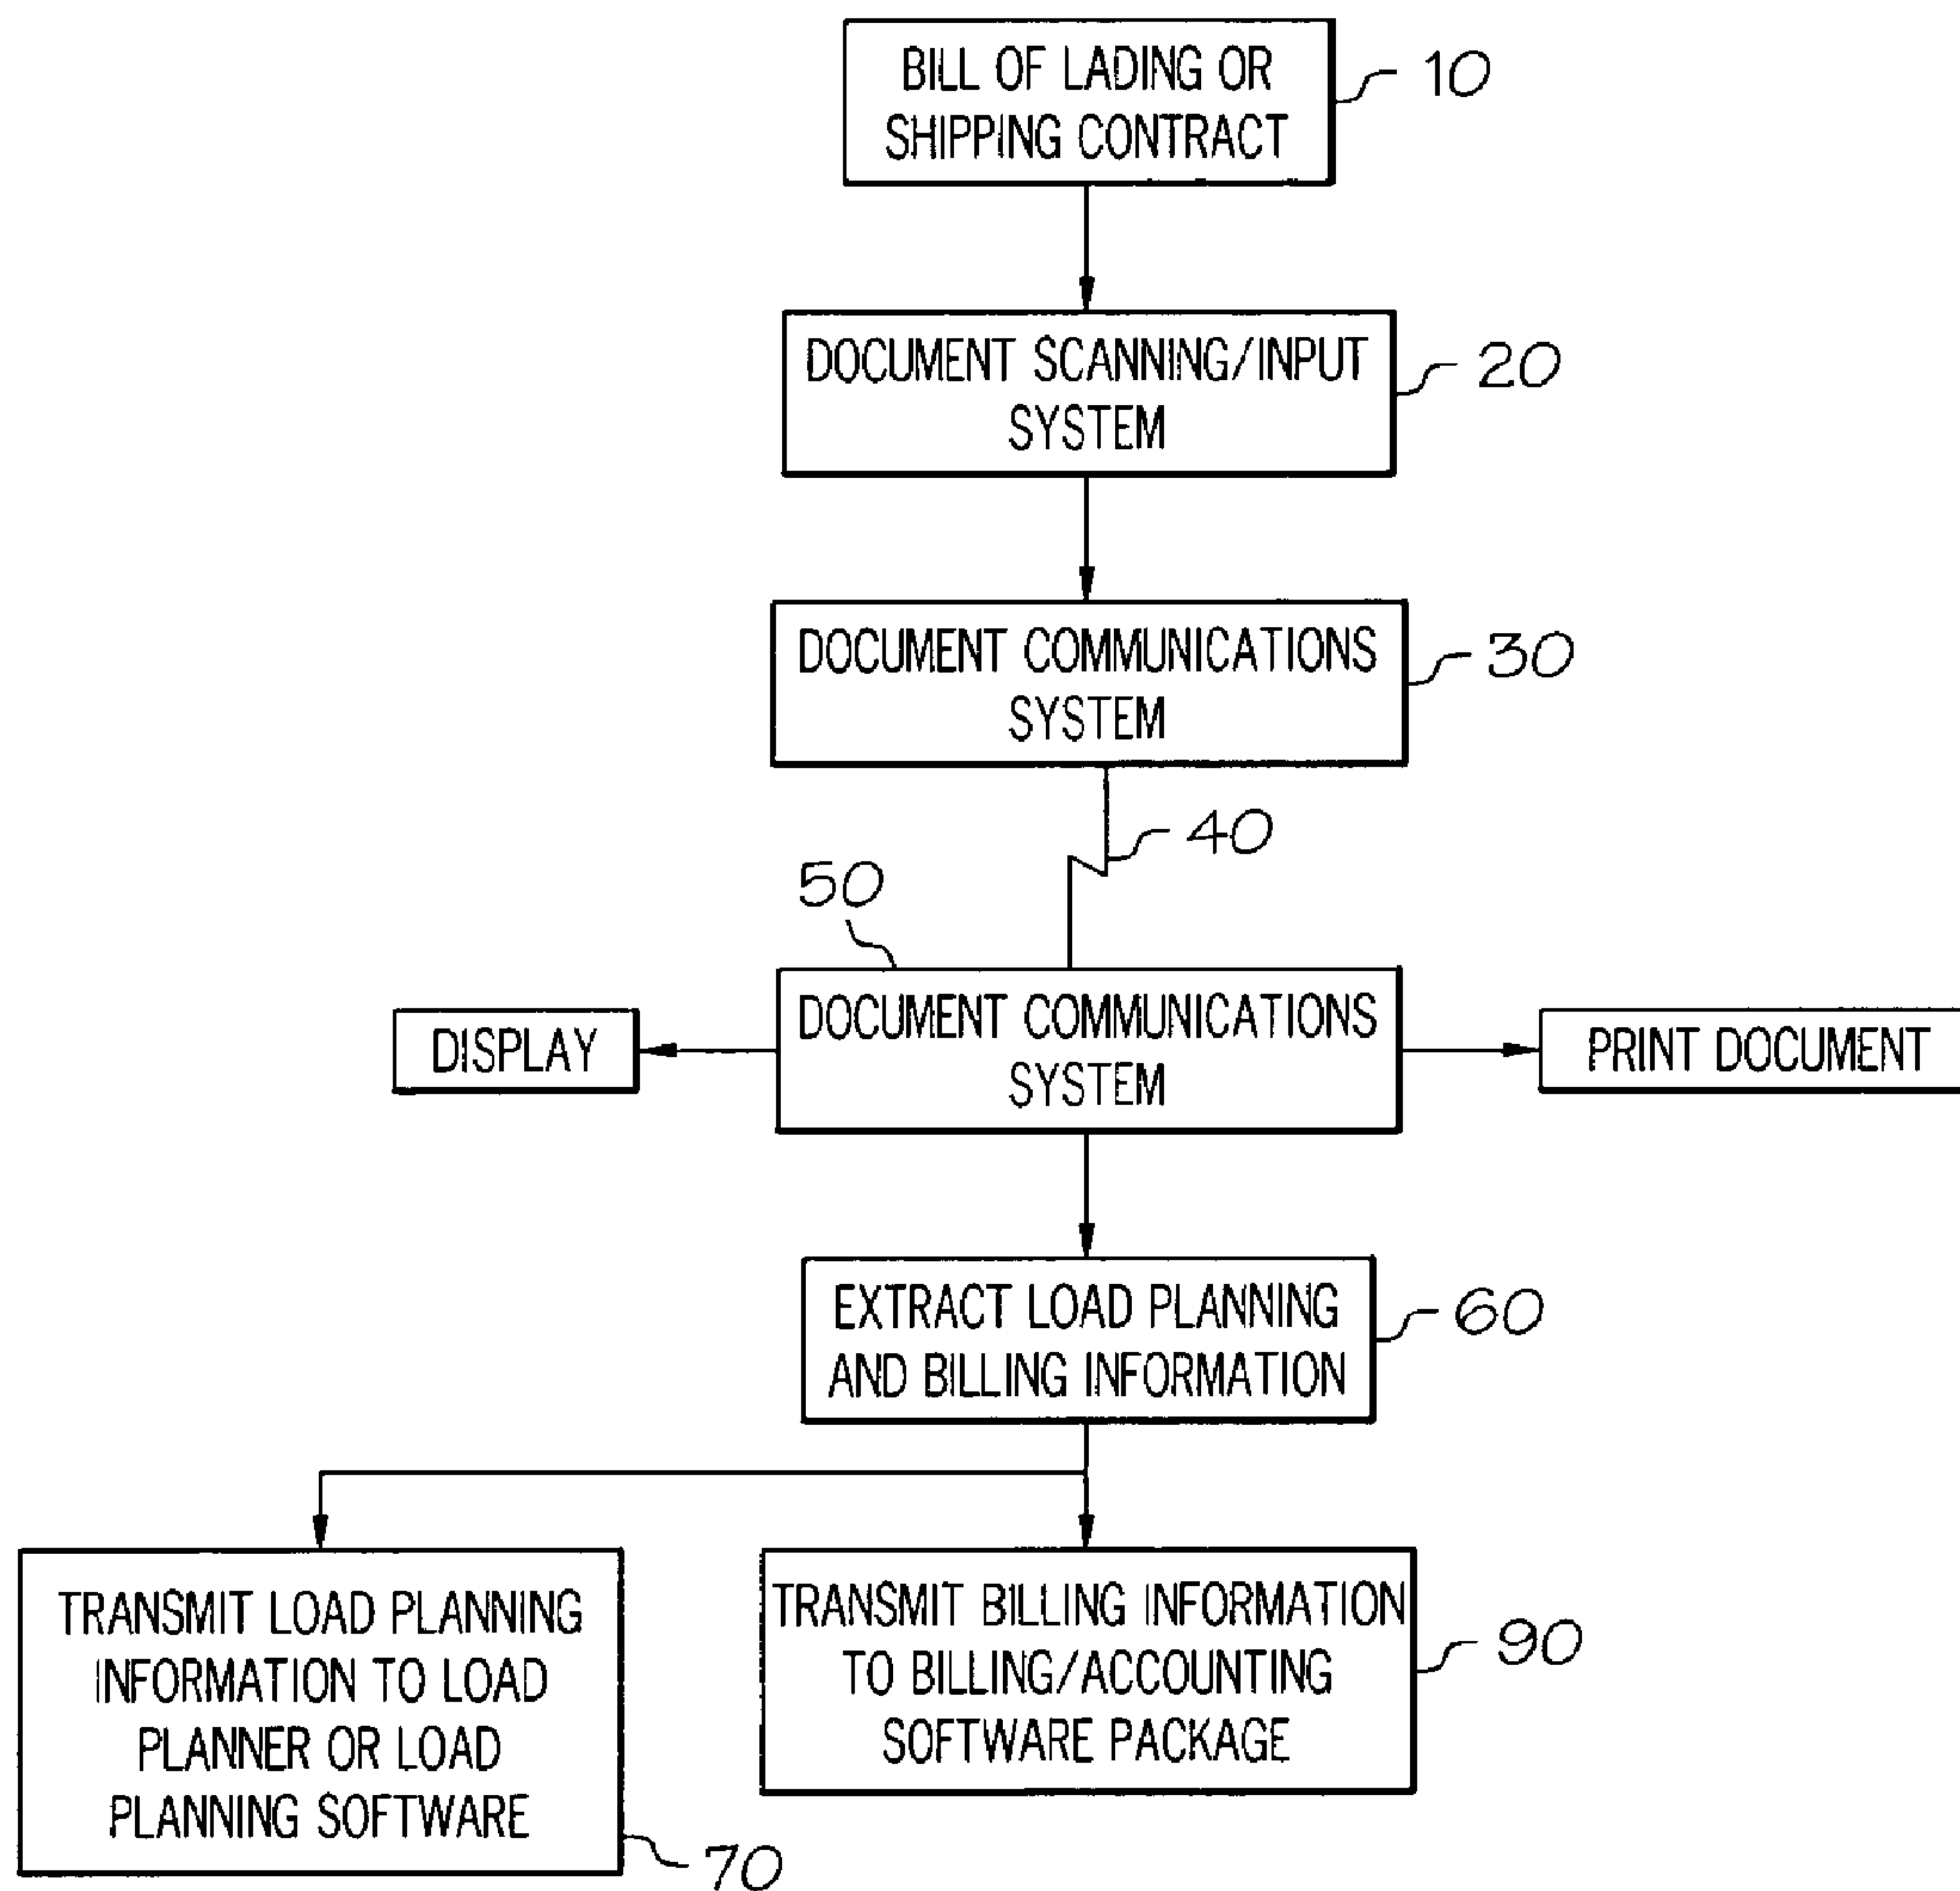 BILL OF LADING OR
SHIPPING CONTRACT
10
DOCUMENT SCANNING/INPUT
SYSTEM
20
DOCUMENT COMMUNICATIONS
SYSTEM
30
40
50
DOCUMENT COMMUNICATIONS
SYSTEM
DISPLAY
PRINT DOCUMENT
EXTRACT LOAD PLANNING
AND BILLING INFORMATION
60
TRANSMIT LOAD PLANNING
INFORMATION TO LOAD
PLANNER OR LOAD
PLANNING SOFTWARE
70
TRANSMIT BILLING INFORMATION
TO BILLING/ACCOUNTING
SOFTWARE PACKAGE
90